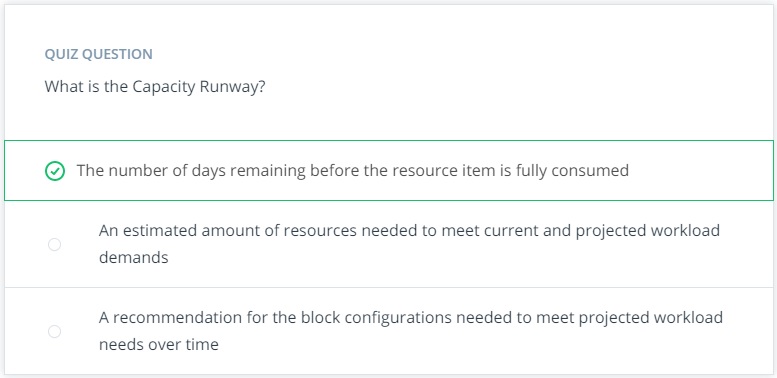 QUIZ QUESTION
What is the Capacity Runway?
The number of days remaining before the resource item is fully consumed
An estimated amount of resources needed to meet current and projected workload
demands
A recommendation for the block configurations needed to meet projected workload
needs over time